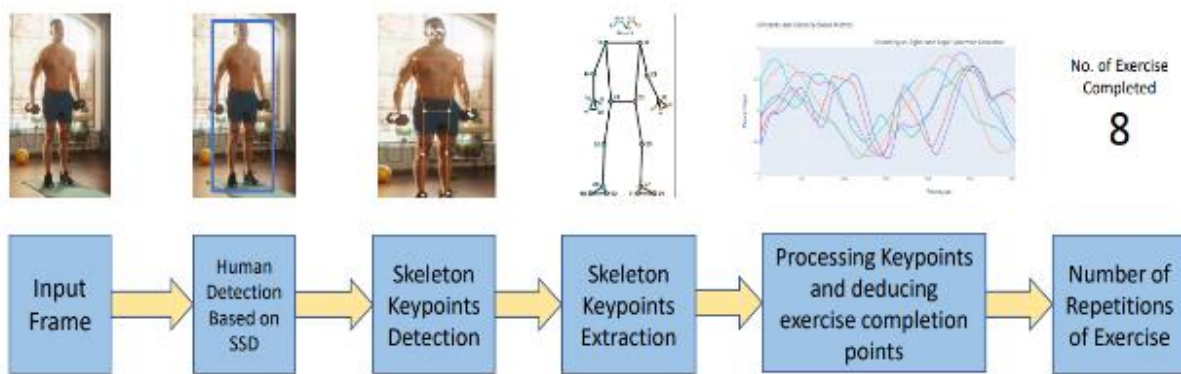 No. of Exercise
Completed
8
Input
Frame
Human
Detection
Based on
SSD
Skeleton
Keypoints
Detection
Skeleton
Keypoints
Extraction
Processing Keypoints
and deducing
exercise completion
points
Number of
Repetitions
of Exercise